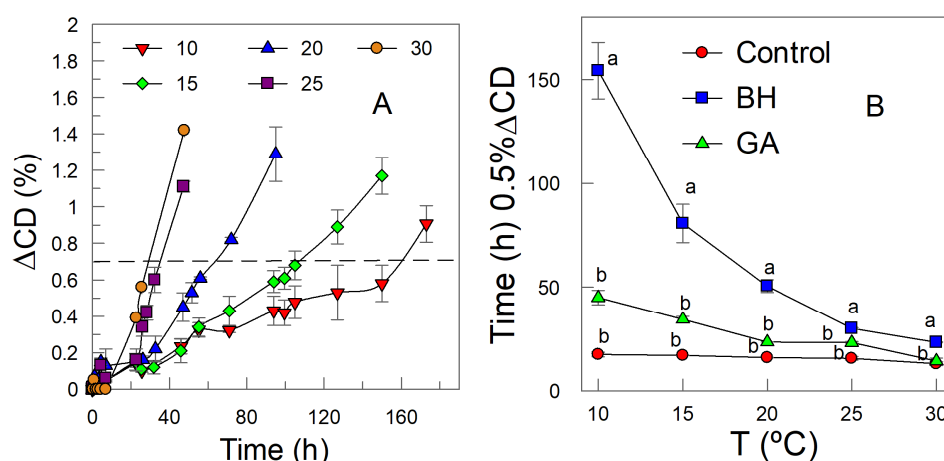 2
1.8
1.6
1.4
1.2
1
0.8
0.6
0.4
0.2
0
ΔCD (%)
10
20
30
15
25
A
0
40
80
120
160
Time (h)
150
100
50
0
Time (h) 0.5%ΔCD
Control
BH
GA
B
a
a
a
a
a
b
b
b
b
b
b
b
b
b
10
15
20
25
30
T (ºC)